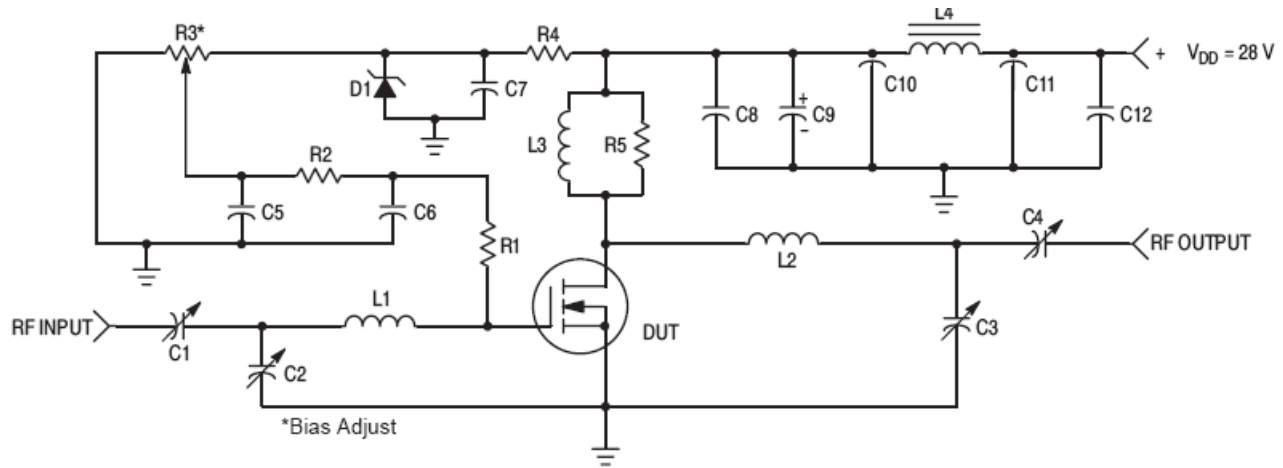 L4
R3*
R4
+ V_DD = 28 V
D1
C7
C8
+
C9
−
C10
C11
C12
L3
R5
R2
C5
C6
R1
C4
RF OUTPUT
L2
L1
RF INPUT
C1
DUT
C3
C2
*Bias Adjust